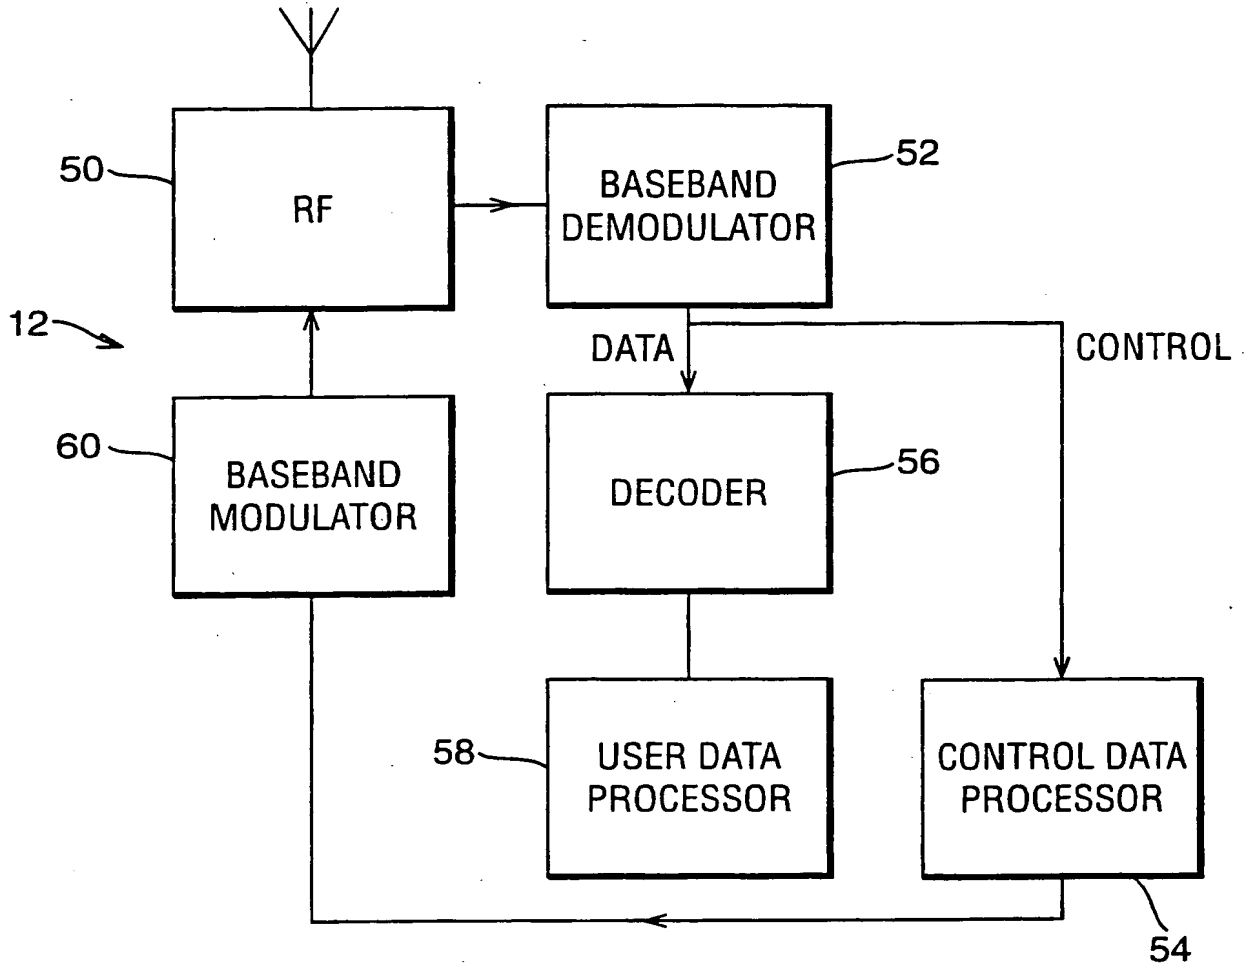 50
RF
BASEBAND
DEMODULATOR
52
12
DATA
CONTROL
60
BASEBAND
MODULATOR
DECODER
56
58
USER DATA
PROCESSOR
CONTROL DATA
PROCESSOR
54